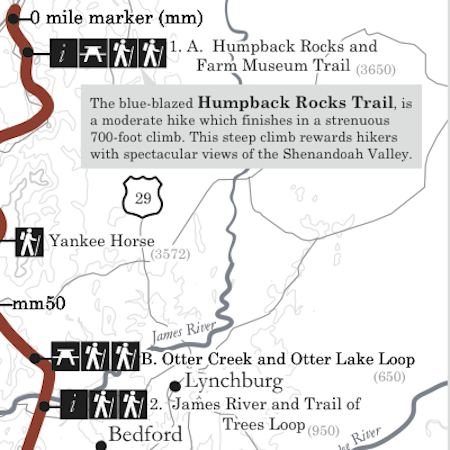 0 mile marker (mm)
i
1. A. Humpback Rocks and
Farm Museum Trail (3650)
The blue-blazed Humpback Rocks Trail, is
a moderate hike which finishes in a strenuous
700-foot climb. This steep climb rewards hikers
with spectacular views of the Shenandoah Valley.
29
Yankee Horse
(3572)
mm50
James River
B. Otter Creek and Otter Lake Loop
(650)
Lynchburg
i
2. James River and Trail of
Trees Loop (950)
Bedford
River